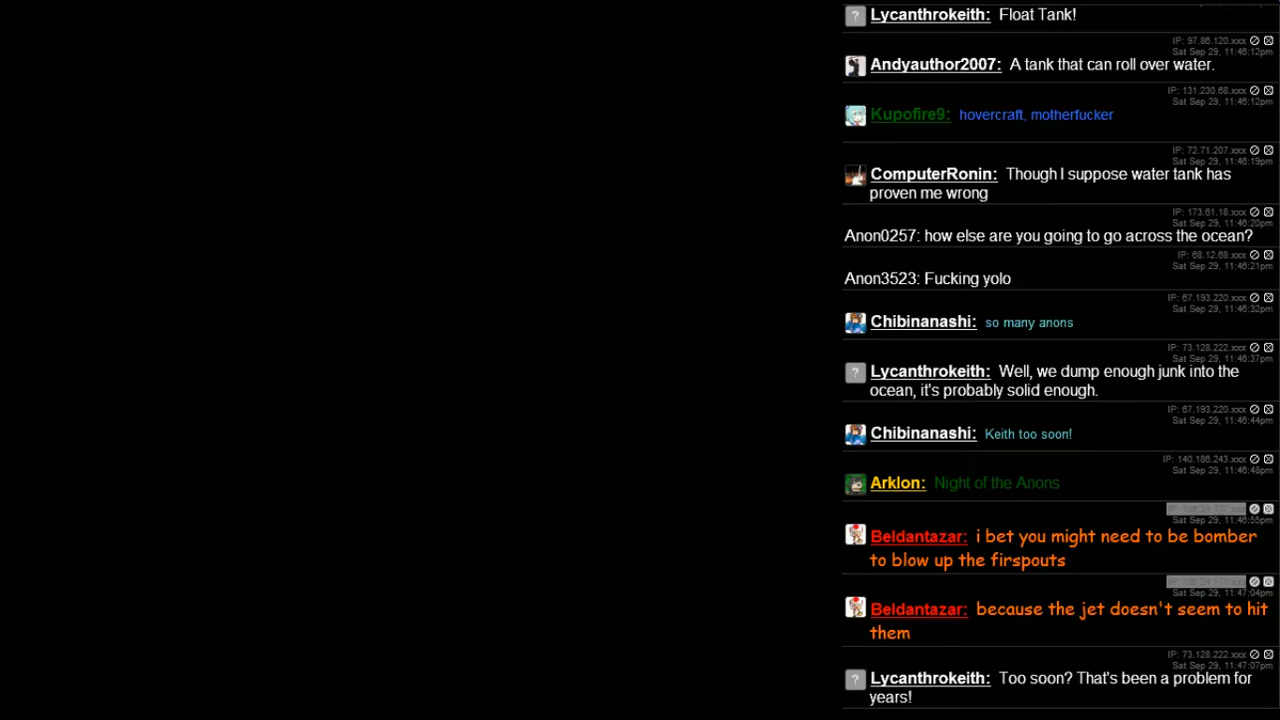 Lycanthrokeith: Float Tank!
IP: 97.86.120.xxx
Sat Sep 29, 11:46:12pm
Andyauthor2007: A tank that can roll over water.
IP: 131.230.68.xxx
Sat Sep 29, 11:46:12pm
Kupofire9: hovercraft, motherfucker
IP: 72.71.207.xxx
Sat Sep 29, 11:46:19pm
ComputerRonin: Though I suppose water tank has
proven me wrong
IP: 173.61.18.xxx
Sat Sep 29, 11:46:20pm
Anon0257: how else are you going to go across the ocean?
IP: 68.12.68.xxx
Sat Sep 29, 11:46:21pm
Anon3523: Fucking yolo
IP: 67.193.220.xxx
Sat Sep 29, 11:46:32pm
Chibinanashi: so many anons
IP: 73.128.222.xxx
Sat Sep 29, 11:46:37pm
Lycanthrokeith: Well, we dump enough junk into the
ocean, it's probably solid enough.
IP: 67.193.220.xxx
Sat Sep 29, 11:46:44pm
Chibinanashi: Keith too soon!
IP: 140.186.243.xxx
Sat Sep 29, 11:46:48pm
Arklon: Night of the Anons
Sat Sep 29, 11:46:55pm
Beldantazar: i bet you might need to be bomber
to blow up the firspouts
Sat Sep 29, 11:47:04pm
Beldantazar: because the jet doesn't seem to hit
them
IP: 73.128.222.xxx
Sat Sep 29, 11:47:07pm
Lycanthrokeith: Too soon? That's been a problem for
years!